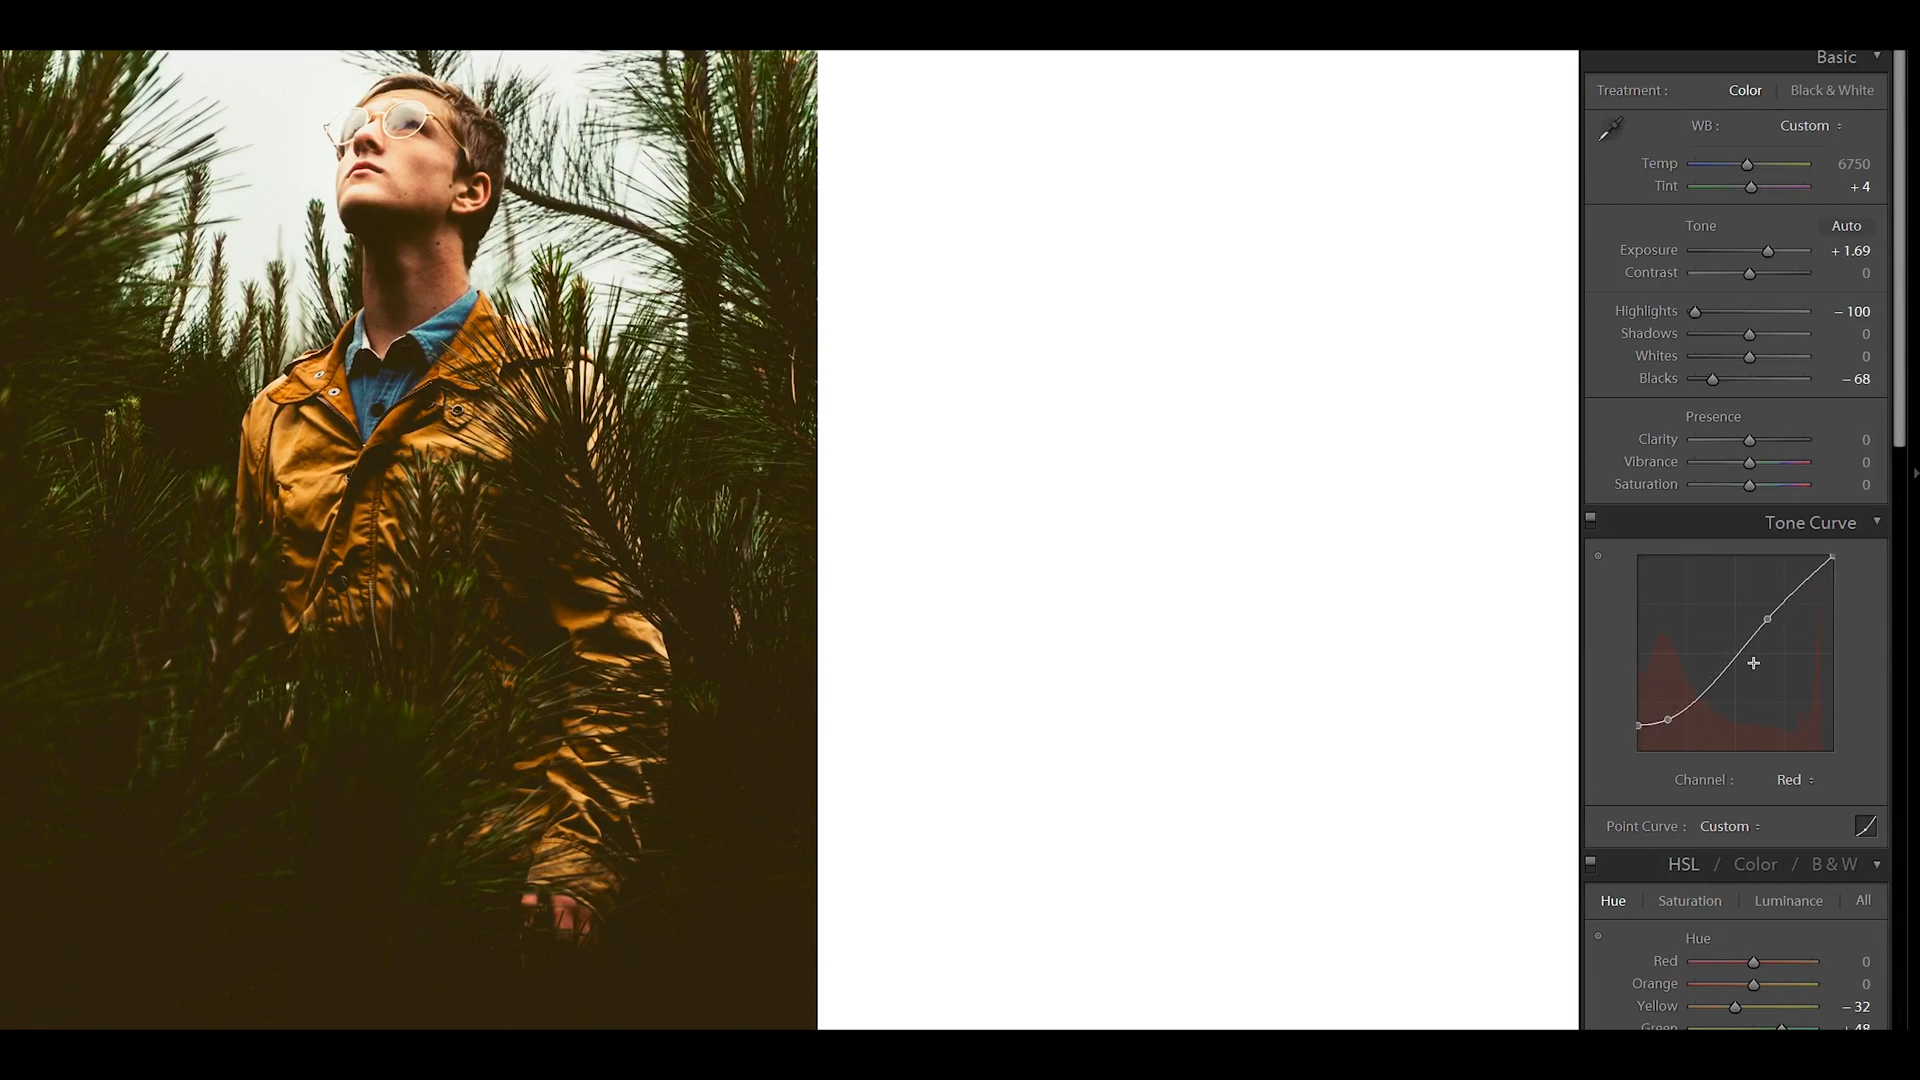 Basic
Treatment : Color Black & White
WB : Custom
Temp 6750
Tint + 4
Tone Auto
Exposure + 1.69
Contrast 0
Highlights − 100
Shadows 0
Whites 0
Blacks − 68
Presence
Clarity 0
Vibrance 0
Saturation 0
Tone Curve
Channel : Red
Point Curve : Custom
HSL / Color / B & W
Hue Saturation Luminance All
Hue
Red 0
Orange 0
Yellow − 32
Green + 48